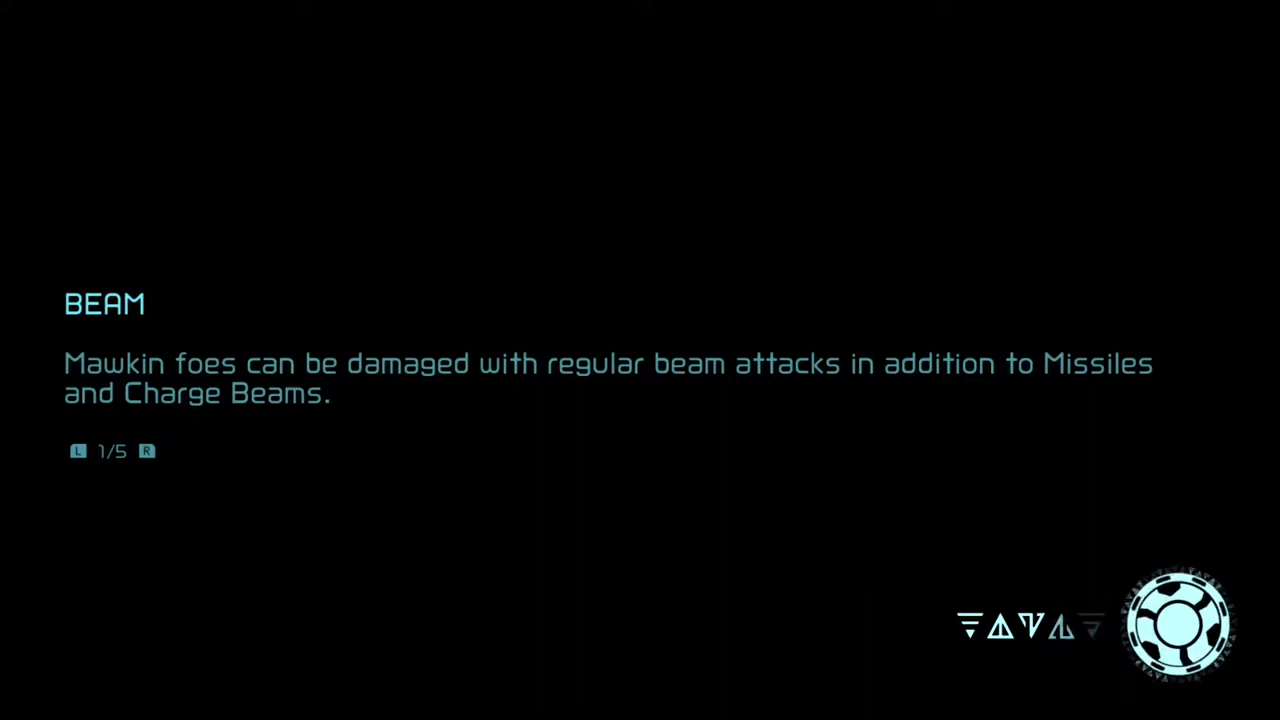 BEAM
Mawkin foes can be damaged with regular beam attacks in addition to Missiles
and Charge Beams.
L 1/5 R